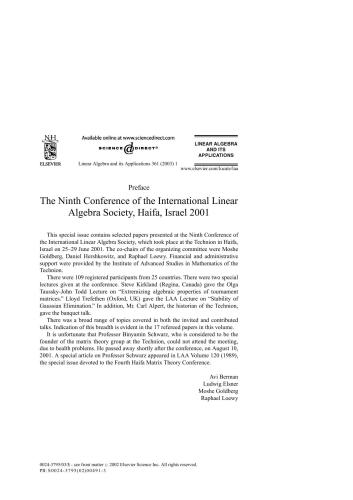 NH
ELSEVIER
Available online at www.sciencedirect.com
SCIENCE DIRECT®
LINEAR ALGEBRA
AND ITS
APPLICATIONS
Linear Algebra and its Applications 361 (2003) 1
www.elsevier.com/locate/laa
Preface
The Ninth Conference of the International Linear
Algebra Society, Haifa, Israel 2001
This special issue contained selected papers presented at the Ninth Conference of
the International Linear Algebra Society, which took place at the Technion in Haifa,
Israel on 25–29 June 2001. The co-chairs of the organizing committee were Moshe
Goldberg, Daniel Hershkowitz, and Raphael Loewy. Financial and administrative
support were provided by the Institute of Advanced Studies in Mathematics of the
Technion.
There were 109 registered participants from 25 countries. There were two special
lectures given at the conference. Steve Kirkland (Regina, Canada) gave the Olga
Taussky-John Todd Lecture on “Extremizing algebraic properties of tournament
matrices.” Lloyd Trefethen (Oxford, UK) gave the LAA Lecture on “Stability of
Gaussian Elimination.” In addition, Mr. Carl Alpert, the historian of the Technion,
gave the banquet talk.
There was a broad range of topics covered in both the invited and contributed
talks. Indication of this breadth is evident in the 17 refereed papers in this volume.
It is unfortunate that Professor Binyamin Schwarz, who is considered to be the
founder of the matrix theory group at the Technion, could not attend the meeting,
due to health problems. He passed away shortly after the conference, on August 10,
2001. A special article on Professor Schwarz appeared in LAA Volume 120 (1989),
the special issue devoted to the Fourth Haifa Matrix Theory Conference.
Avi Berman
Ludwig Elsner
Moshe Goldberg
Raphael Loewy
0024-3795/03/$ - see front matter © 2002 Elsevier Science Inc. All rights reserved.
PII: S0024-3795(02)00491-3